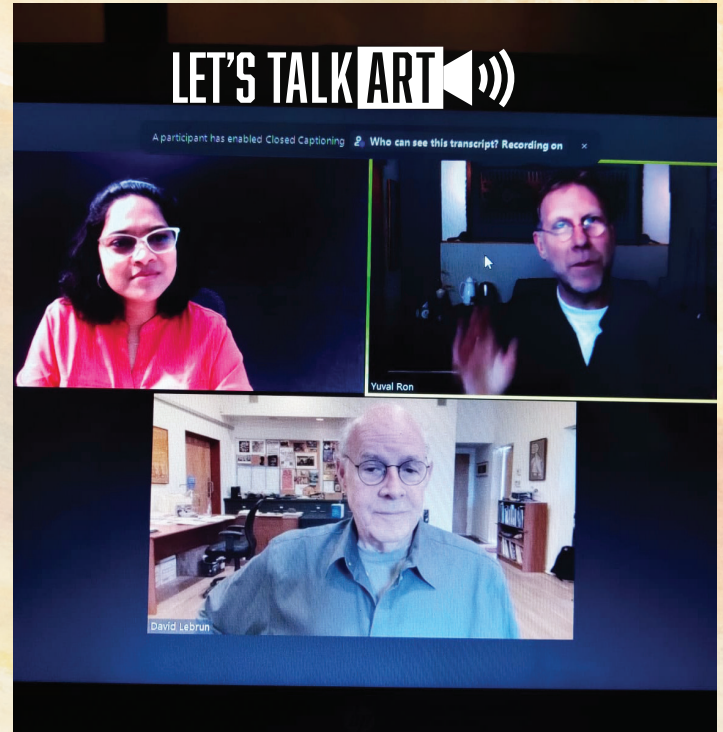 LET'S TALK ART
A participant has enabled Closed Captioning Who can see this transcript? Recording on ×
Yuval Ron
David Lebrun